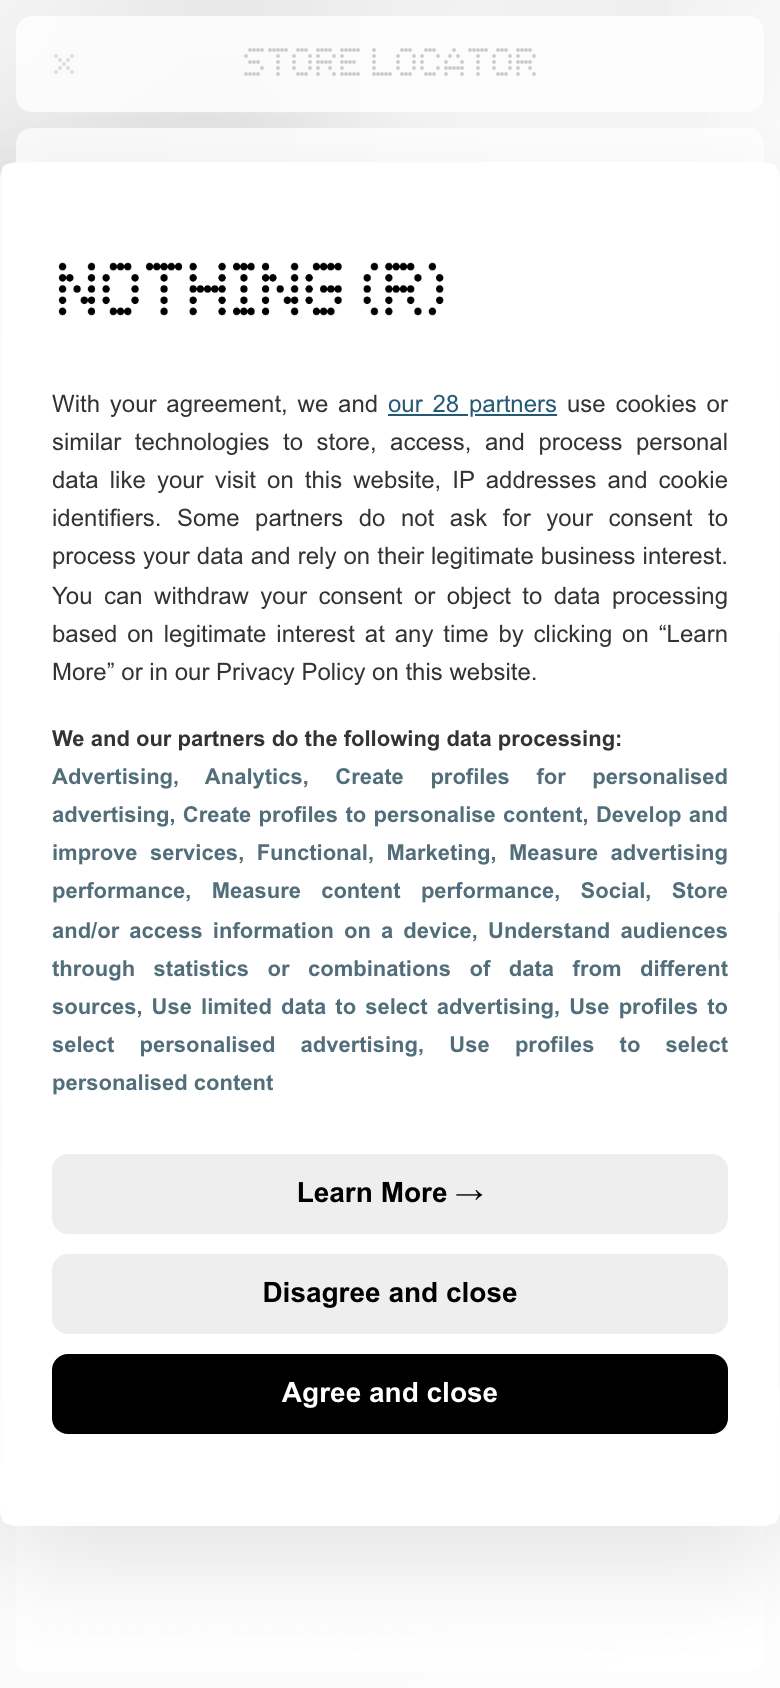 STORE LOCATOR
NOTHING (R)
With your agreement, we and our 28 partners use cookies or
similar technologies to store, access, and process personal
data like your visit on this website, IP addresses and cookie
identifiers. Some partners do not ask for your consent to
process your data and rely on their legitimate business interest.
You can withdraw your consent or object to data processing
based on legitimate interest at any time by clicking on “Learn
More” or in our Privacy Policy on this website.
We and our partners do the following data processing:
Advertising, Analytics, Create profiles for personalised
advertising, Create profiles to personalise content, Develop and
improve services, Functional, Marketing, Measure advertising
performance, Measure content performance, Social, Store
and/or access information on a device, Understand audiences
through statistics or combinations of data from different
sources, Use limited data to select advertising, Use profiles to
select personalised advertising, Use profiles to select
personalised content
Learn More →
Disagree and close
Agree and close